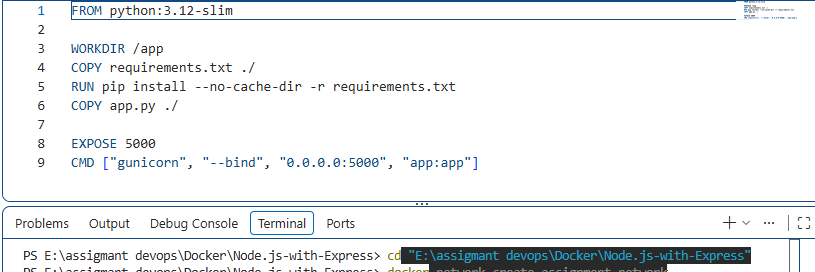 1 FROM python:3.12-slim
2
3 WORKDIR /app
4 COPY requirements.txt ./
5 RUN pip install --no-cache-dir -r requirements.txt
6 COPY app.py ./
7
8 EXPOSE 5000
9 CMD ["gunicorn", "--bind", "0.0.0.0:5000", "app:app"]
Problems Output Debug Console Terminal Ports
PS E:\assigmant devops\Docker\Node.js-with-Express> cd "E:\assigmant devops\Docker\Node.js-with-Express"
PS E:\assigmant devops\Docker\Node.js-with-Express> docker network create assignment-network